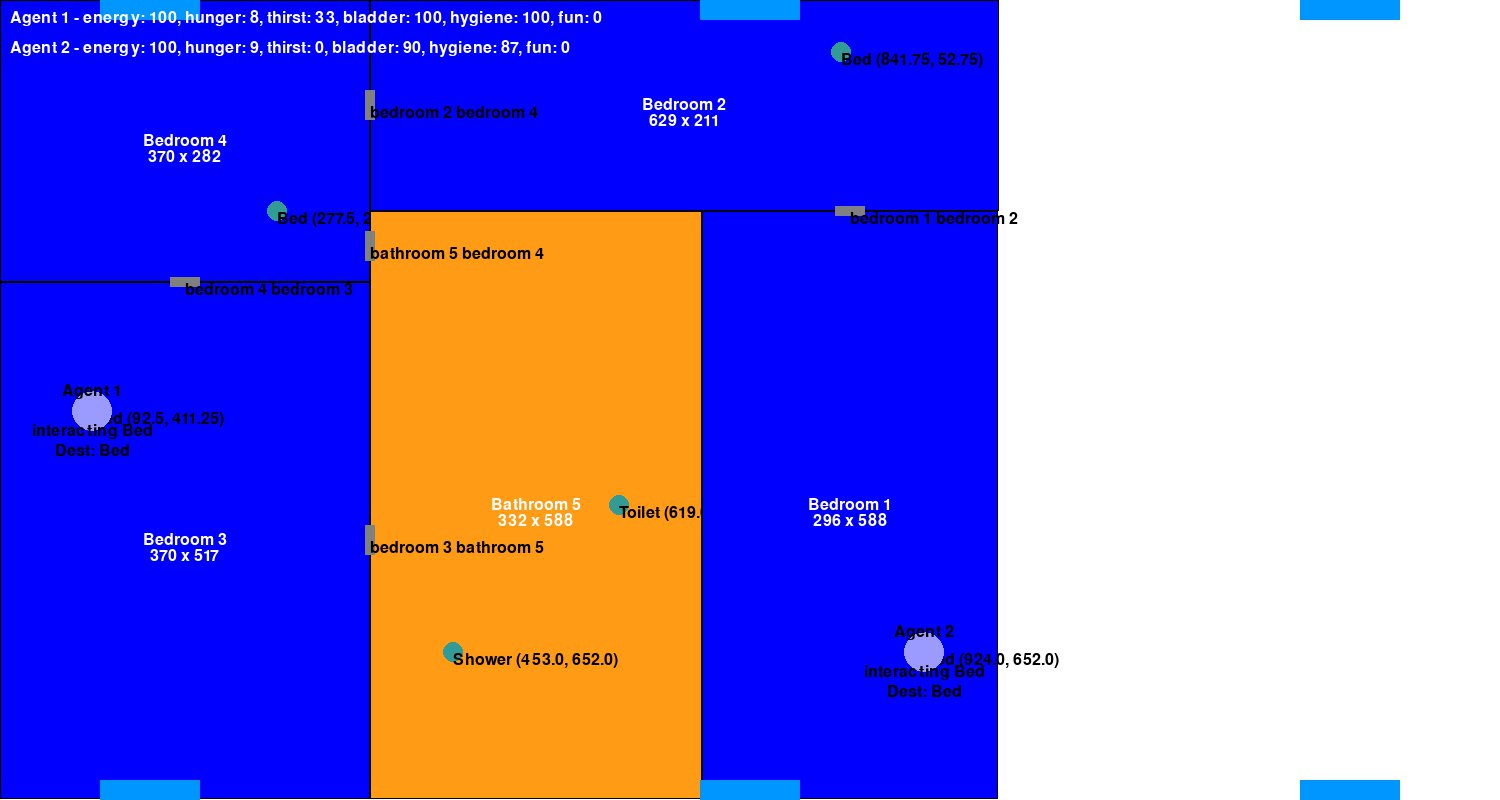 Agent 1 - energy: 100, hunger: 8, thirst: 33, bladder: 100, hygiene: 100, fun: 0
Agent 2 - energy: 100, hunger: 9, thirst: 0, bladder: 90, hygiene: 87, fun: 0
Bed (841.75, 52.75)
Bedroom 2
629 x 211
bedroom 2 bedroom 4
Bedroom 4
370 x 282
Bed (277.5, 2
bedroom 1 bedroom 2
bathroom 5 bedroom 4
bedroom 4 bedroom 3
Agent 1
d (92.5, 411.25)
Interacting Bed
Dest: Bed
Bathroom 5
332 x 588
Toilet (619.
Bedroom 1
296 x 588
Bedroom 3
370 x 517
bedroom 3 bathroom 5
Agent 2
Shower (453.0, 652.0)
d (924.0, 652.0)
Interacting Bed
Dest: Bed